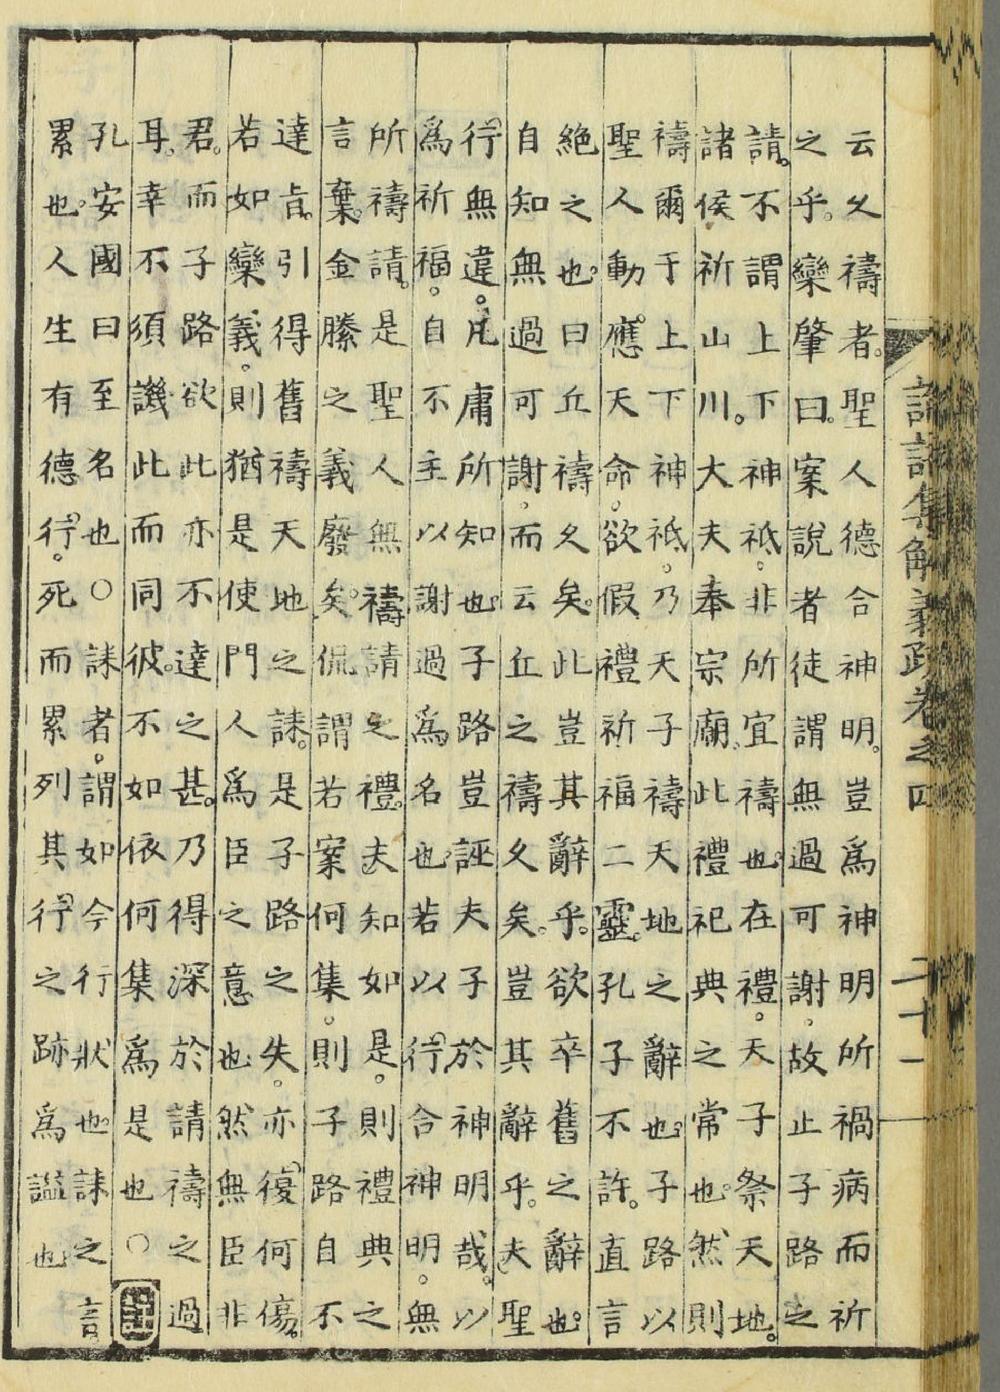 云久禱者聖人德合神明豈爲神明所禍病而祈
之乎欒肇曰案說者徒謂無過可謝故止子路之
請不謂上下神祇非所宜禱也在禮天子祭天地
諸侯祈山川大夫奉宗廟此禮祀典之常也然則
禱爾于上下神祇乃天子禱天地之辭也子路以
聖人動應天命欲假禮祈福二靈孔子不許直言
絶之也曰丘禱久矣此豈其辭乎欲卒舊之辭也
自知無過可謝而云丘之禱久矣豈其辭乎夫聖
行無違凡庸所知也子路豈誣夫子於神明哉以
爲祈福自不主以謝過爲名也若以行合神明無
所禱請是聖人無禱請之禮夫知如是則禮典之
言棄金縢之義廢矣侃謂若案何集則子路自不
達旨引得舊禱天地之誄是子路之失亦復何傷
若如欒義則猶是使門人爲臣之意也然無臣非
君而子路欲此亦不達之甚乃得深於請禱之過
耳幸不須譏此而同彼不如依何集爲是也〇
孔安國曰至名也〇誄者謂如今行狀也誄之言
累也人生有德行死而累列其行之跡爲謚也
語集解義疏卷之四
二十一